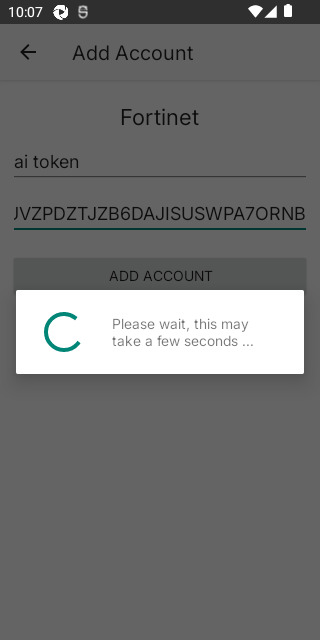 10:07
Add Account
Fortinet
ai token
JVZPDZTJZB6DAJISUSWPA7ORNB
ADD ACCOUNT
Please wait, this may
take a few seconds ...